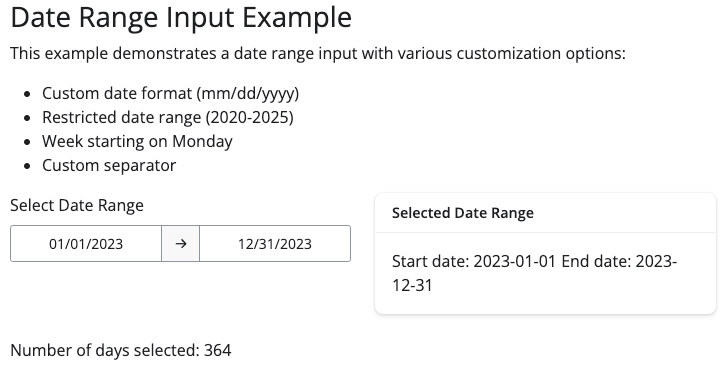 Date Range Input Example
This example demonstrates a date range input with various customization options:
• Custom date format (mm/dd/yyyy)
• Restricted date range (2020-2025)
• Week starting on Monday
• Custom separator
Select Date Range
01/01/2023 → 12/31/2023
Selected Date Range
Start date: 2023-01-01 End date: 2023-
12-31
Number of days selected: 364